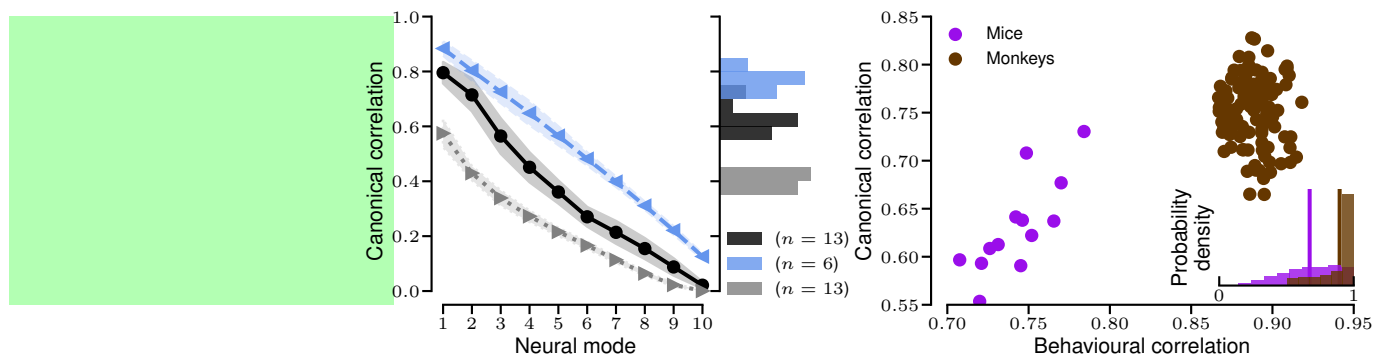 Canonical correlation
1.0
0.8
0.6
0.4
0.2
0.0
1 2 3 4 5 6 7 8 9 10
Neural mode
(n = 13)
(n = 6)
(n = 13)
Canonical correlation
0.85
0.80
0.75
0.70
0.65
0.60
0.55
Mice
Monkeys
Probability
density
0 1
0.70 0.75 0.80 0.85 0.90 0.95
Behavioural correlation